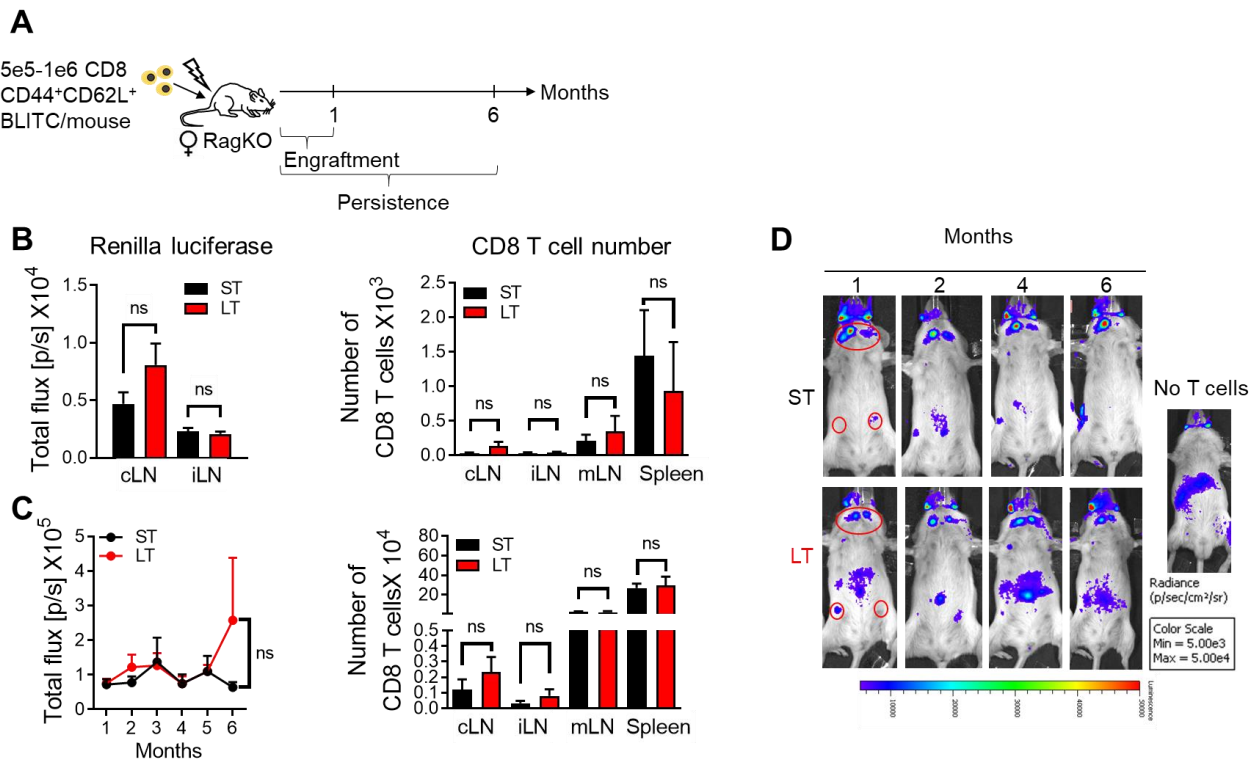 A
5e5-1e6 CD8
CD44⁺CD62L⁺
BLITC/mouse
♀ RagKO
1
6
Months
Engraftment
Persistence
B
Renilla luciferase
Total flux [p/s] X10⁴
1.5
1.0
0.5
0.0
ST
LT
ns
ns
cLN
iLN
CD8 T cell number
Number of
CD8 T cells X10³
2.5
2.0
1.5
1.0
0.5
0.0
ST
LT
ns
ns
ns
ns
cLN
iLN
mLN
Spleen
C
Total flux [p/s] X10⁵
5
4
3
2
1
0
ST
LT
ns
1 2 3 4 5 6
Months
Number of
CD8 T cellsX 10⁴
80
60
40
20
0.5
0.4
0.3
0.2
0.1
0.0
ST
LT
ns
ns
ns
ns
cLN
iLN
mLN
Spleen
D
Months
1
2
4
6
ST
LT
No T cells
Radiance
(p/sec/cm²/sr)
Color Scale
Min = 5.00e3
Max = 5.00e4
10000
20000
30000
40000
50000
Luminescence